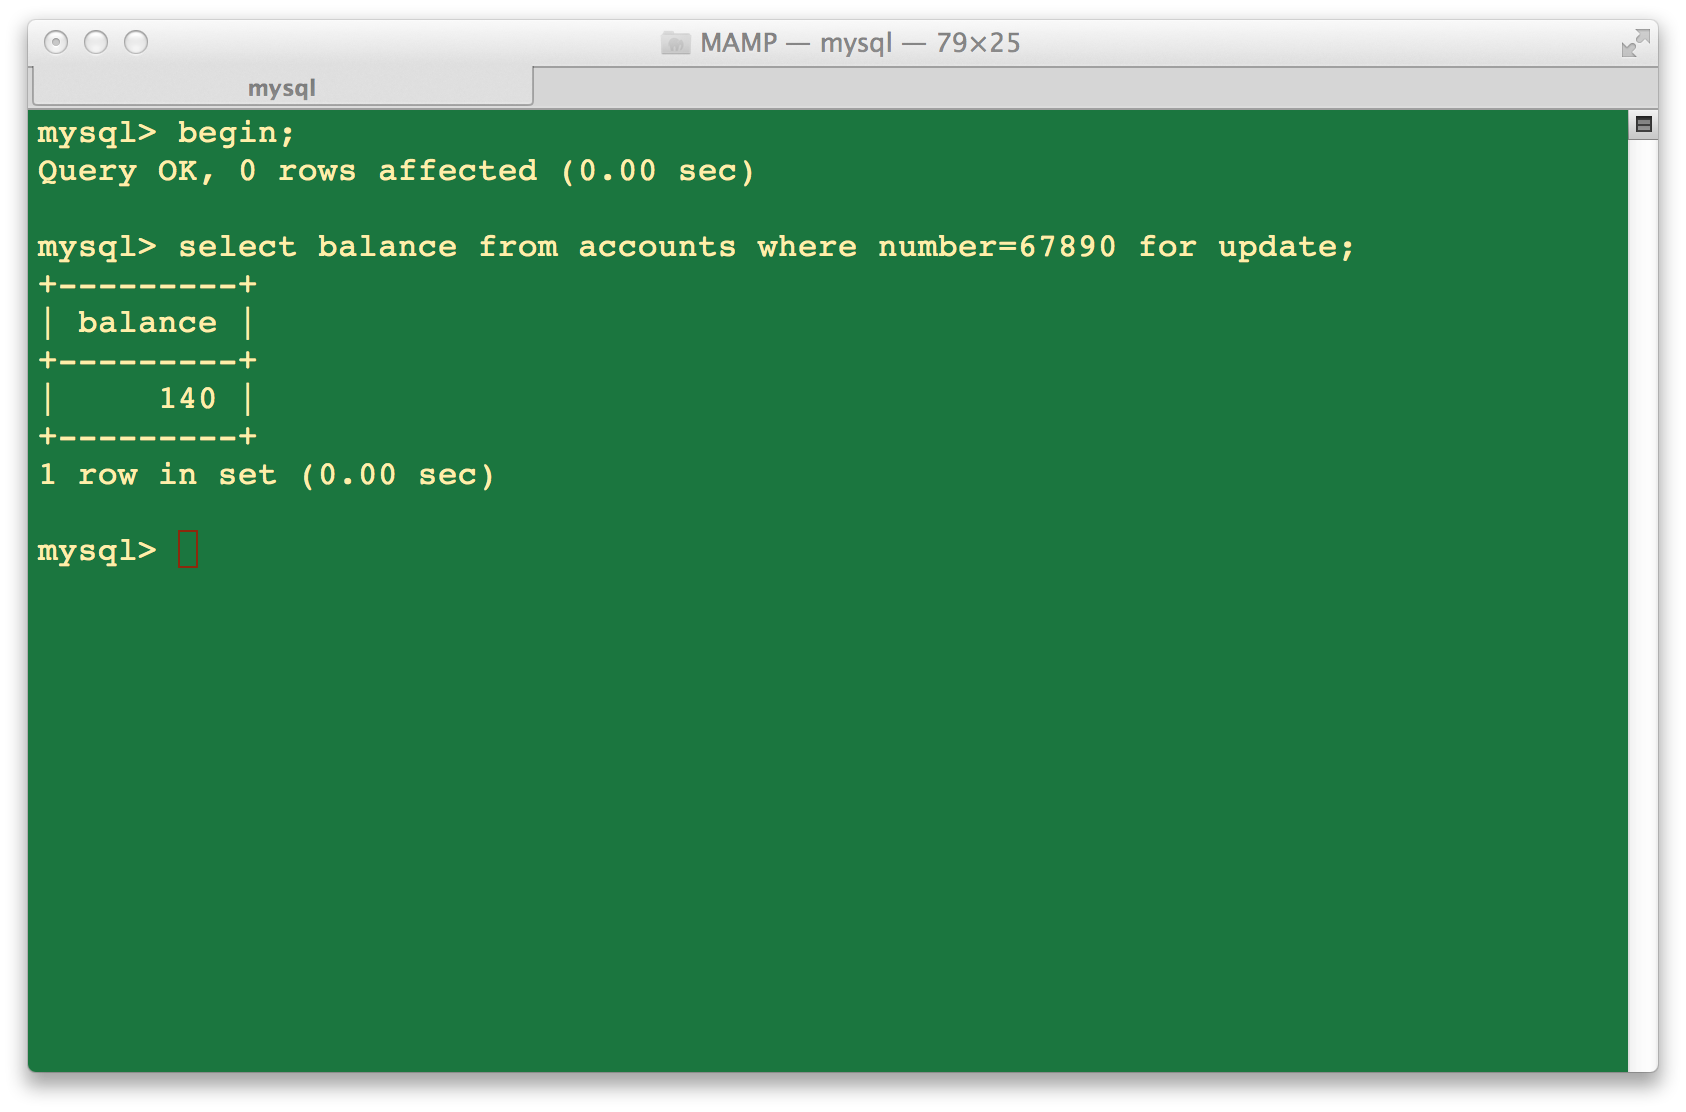 MAMP — mysql — 79×25
mysql
mysql> begin;
Query OK, 0 rows affected (0.00 sec)
mysql> select balance from accounts where number=67890 for update;
+---------+
| balance |
+---------+
|     140 |
+---------+
1 row in set (0.00 sec)
mysql>